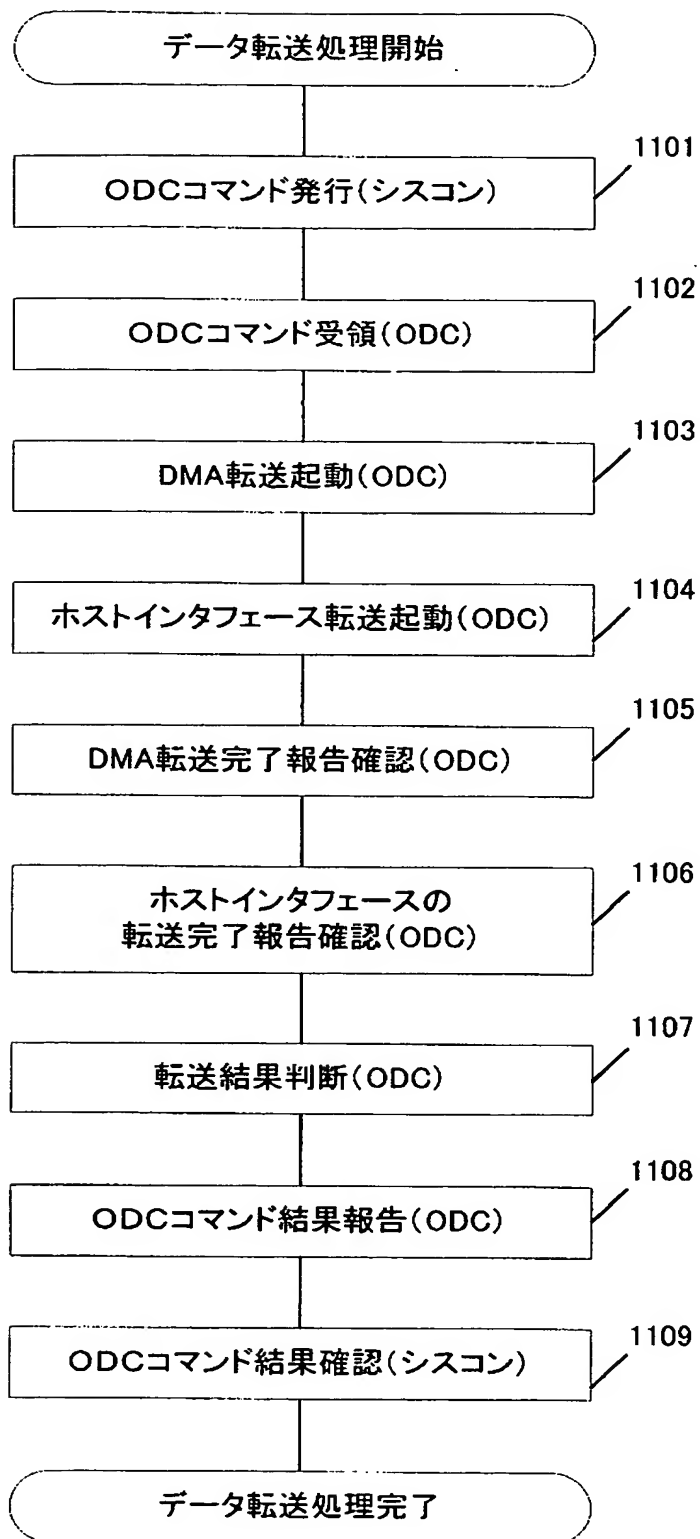 データ転送処理開始
1101
ODCコマンド発行(シスコン)
1102
ODCコマンド受領(ODC)
1103
DMA転送起動(ODC)
1104
ホストインタフェース転送起動(ODC)
1105
DMA転送完了報告確認(ODC)
1106
ホストインタフェースの
転送完了報告確認(ODC)
1107
転送結果判断(ODC)
1108
ODCコマンド結果報告(ODC)
1109
ODCコマンド結果確認(シスコン)
データ転送処理完了